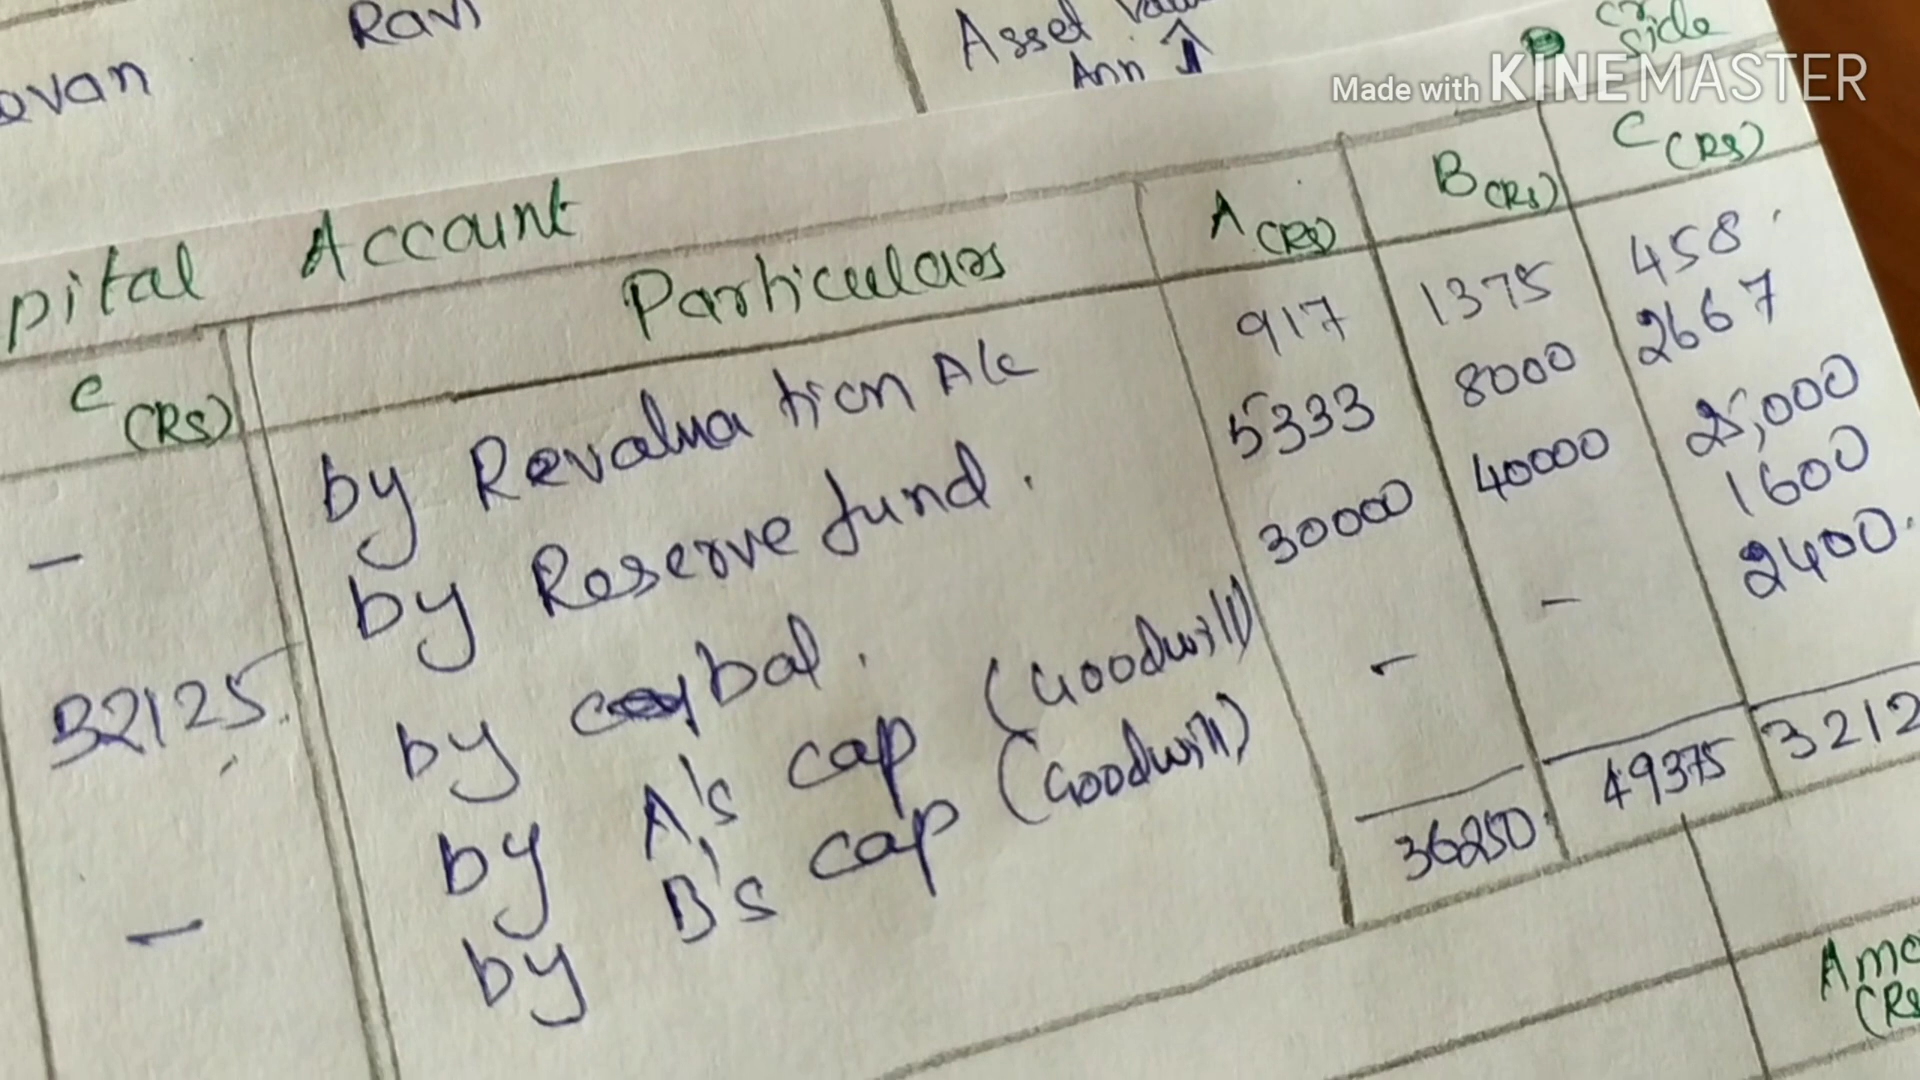 Ravi
ovan
Asset
Ann
cr side
Made with KINEMASTER
pital Account
C (RS)
Particulars A (RS) B (RS) C (RS)
by Revaluation A/c 917 1375 458
- by Reserve fund. 5333 8000 2667
32125 by bal. 30000 40000 25,000
by A's cap (Goodwill) - - 1600
- by B's cap (Goodwill) 2400
36250 49375 3212
Amo
(Rs